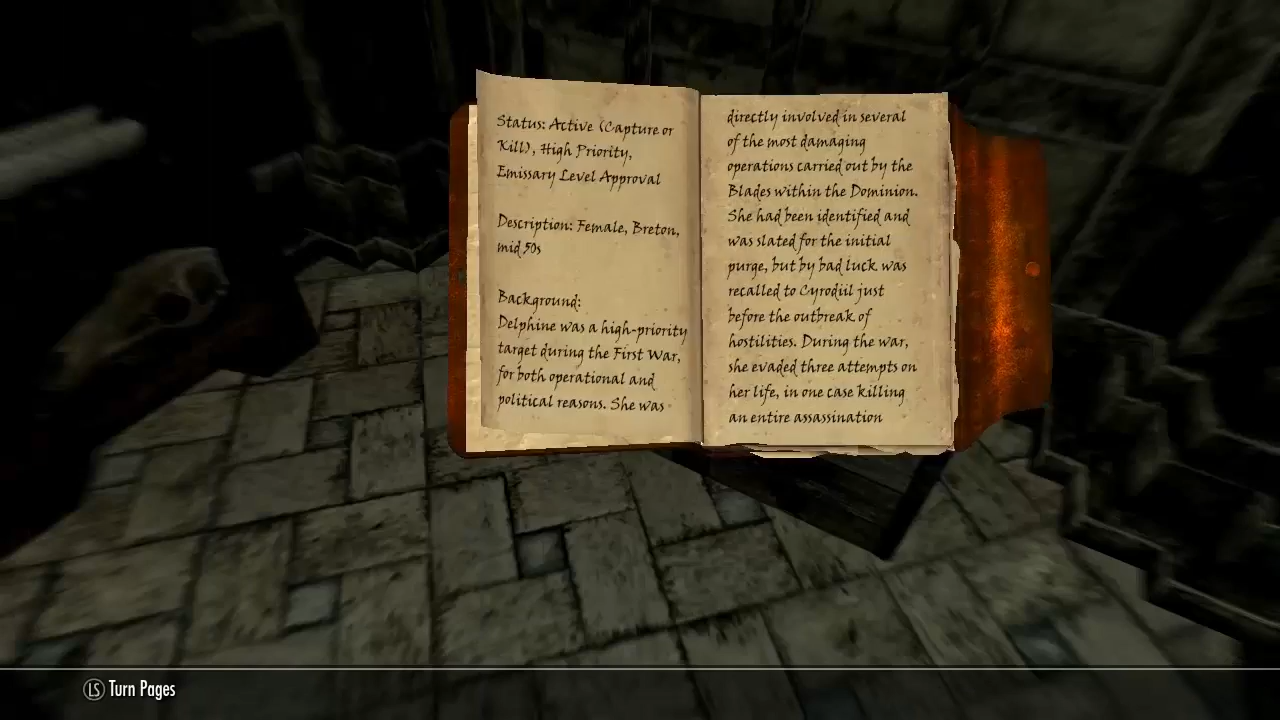 Status: Active (Capture or
Kill), High Priority,
Emissary Level Approval
Description: Female, Breton,
mid 50s
Background:
Delphine was a high-priority
target during the First War,
for both operational and
political reasons. She was
directly involved in several
of the most damaging
operations carried out by the
Blades within the Dominion.
She had been identified and
was slated for the initial
purge, but by bad luck was
recalled to Cyrodiil just
before the outbreak of
hostilities. During the war,
she evaded three attempts on
her life, in one case killing
an entire assassination
LS Turn Pages